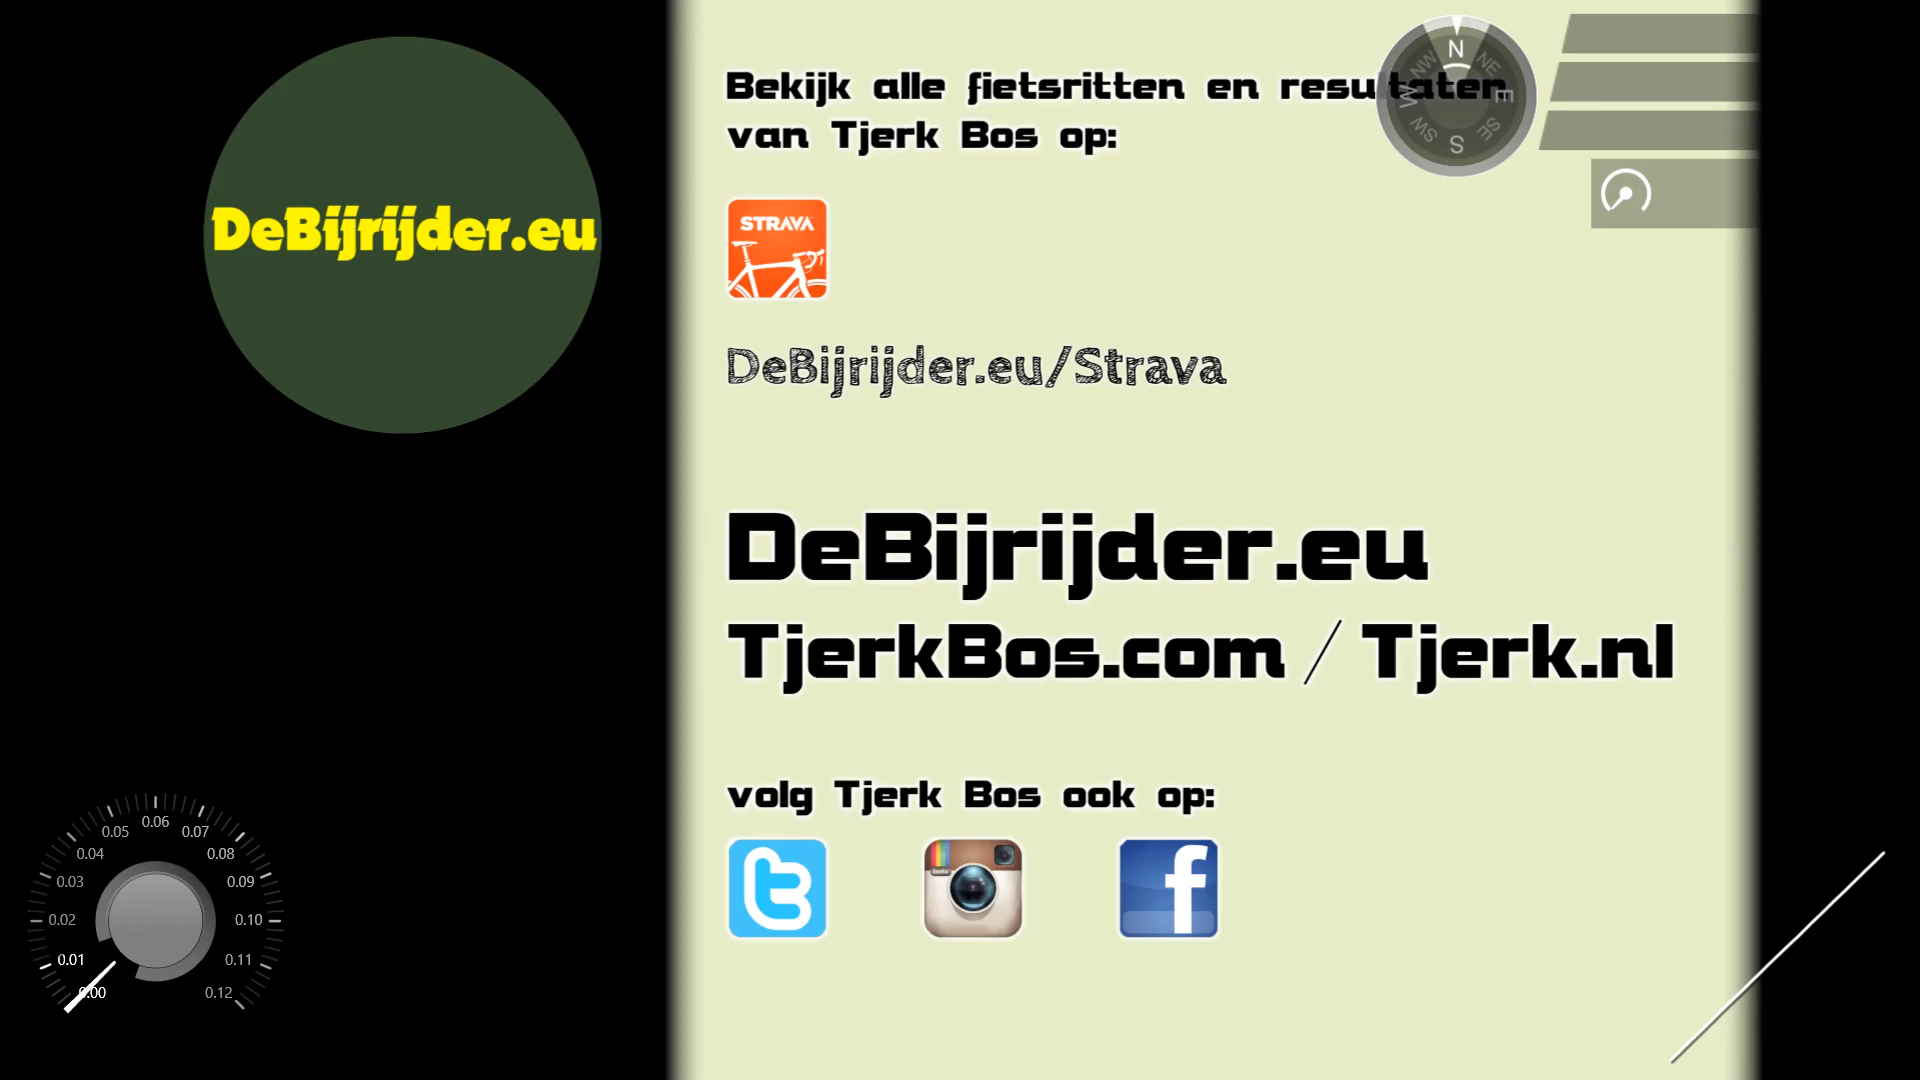 DeBijrijder.eu
Bekijk alle fietsritten en resultaten
van Tjerk Bos op:
STRAVA
DeBijrijder.eu/Strava
DeBijrijder.eu
TjerkBos.com / Tjerk.nl
volg Tjerk Bos ook op:
N
NE
E
SE
S
SW
W
NW
0.00
0.01
0.02
0.03
0.04
0.05
0.06
0.07
0.08
0.09
0.10
0.11
0.12